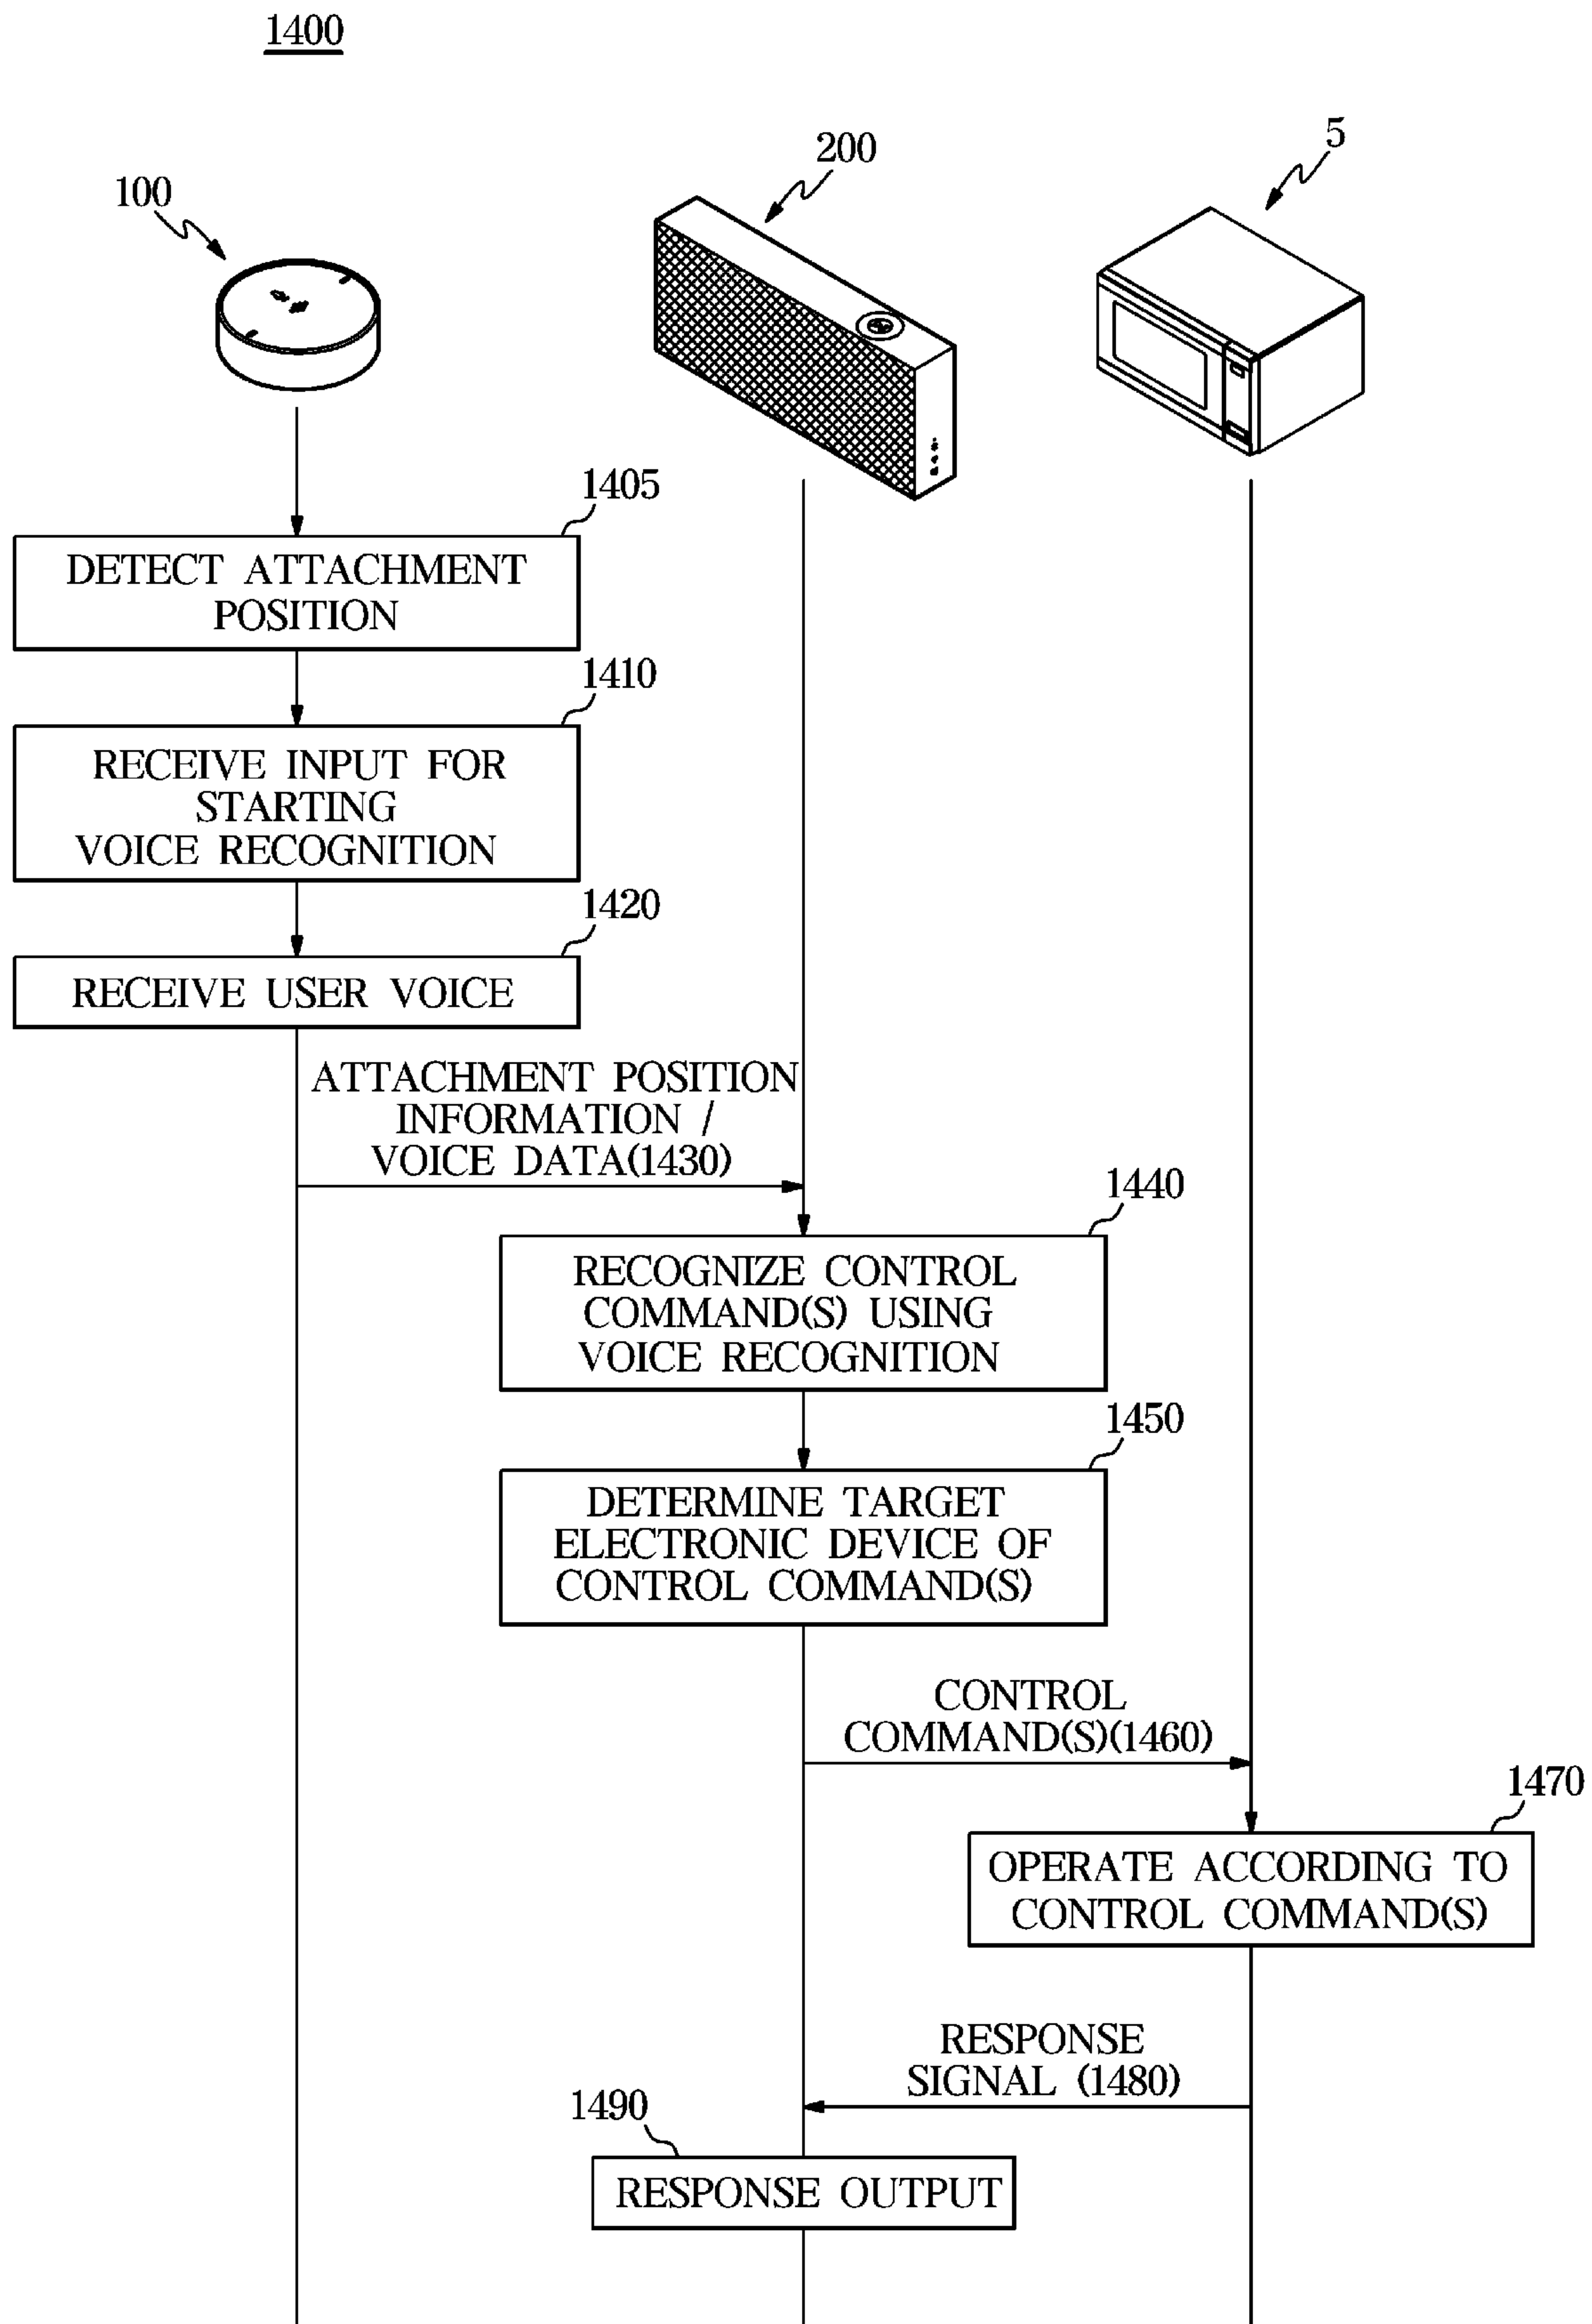 1400
100
200
5
1405
DETECT ATTACHMENT
POSITION
1410
RECEIVE INPUT FOR
STARTING
VOICE RECOGNITION
1420
RECEIVE USER VOICE
ATTACHMENT POSITION
INFORMATION /
VOICE DATA(1430)
1440
RECOGNIZE CONTROL
COMMAND(S) USING
VOICE RECOGNITION
1450
DETERMINE TARGET
ELECTRONIC DEVICE OF
CONTROL COMMAND(S)
CONTROL
COMMAND(S)(1460)
1470
OPERATE ACCORDING TO
CONTROL COMMAND(S)
RESPONSE
SIGNAL (1480)
1490
RESPONSE OUTPUT